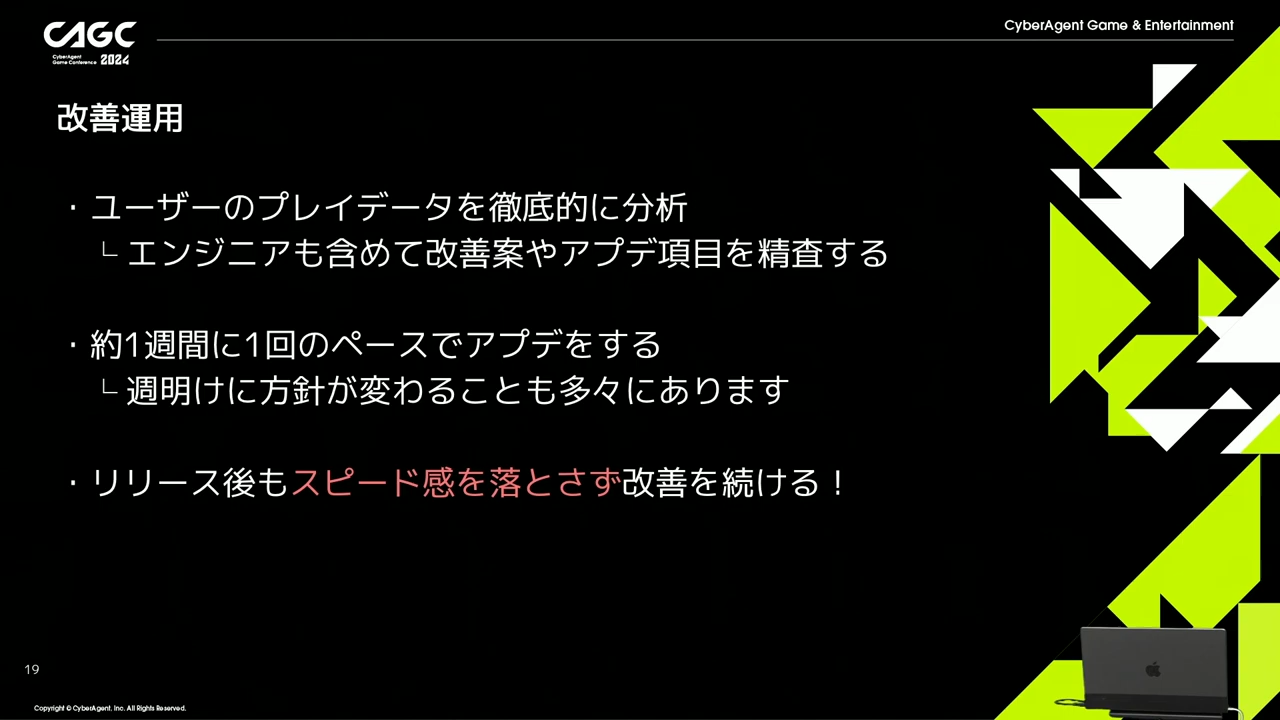 CAGC
CyberAgent
Game Conference 2024
CyberAgent Game & Entertainment
改善運用
・ユーザーのプレイデータを徹底的に分析
└ エンジニアも含めて改善案やアプデ項目を精査する
・約1週間に1回のペースでアプデをする
└ 週明けに方針が変わることも多々にあります
・リリース後もスピード感を落とさず改善を続ける！
19
Copyright © CyberAgent, Inc. All Rights Reserved.